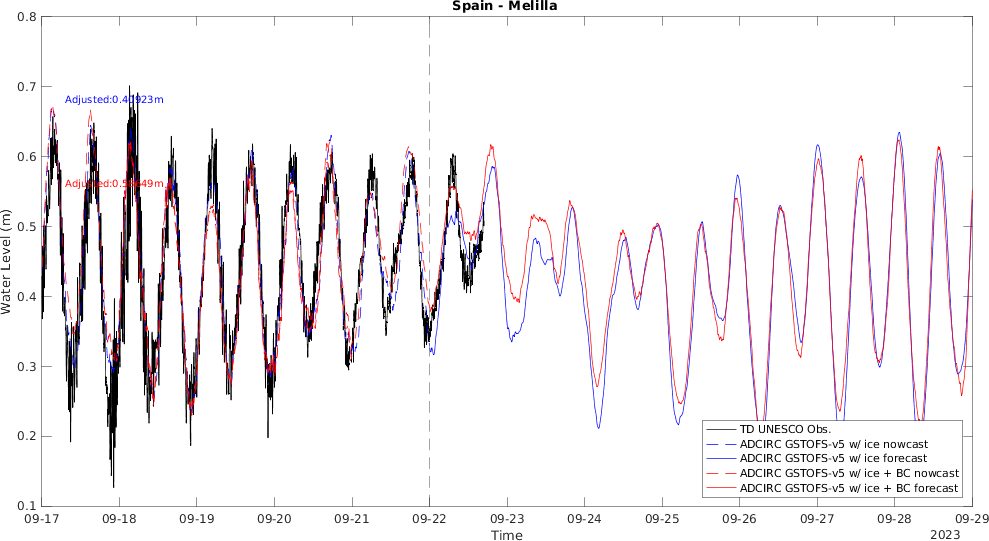 Spain - Melilla
0.8
0.7
0.6
0.5
0.4
0.3
0.2
0.1
Water Level (m)
Adjusted:
Adjusted:
TD UNESCO Obs.
ADCIRC GSTOFS-v5 w/ ice nowcast
ADCIRC GSTOFS-v5 w/ ice forecast
ADCIRC GSTOFS-v5 w/ ice + BC nowcast
ADCIRC GSTOFS-v5 w/ ice + BC forecast
09-17 09-18 09-19 09-20 09-21 09-22 09-23 09-24 09-25 09-26 09-27 09-28 09-29
Time
2023